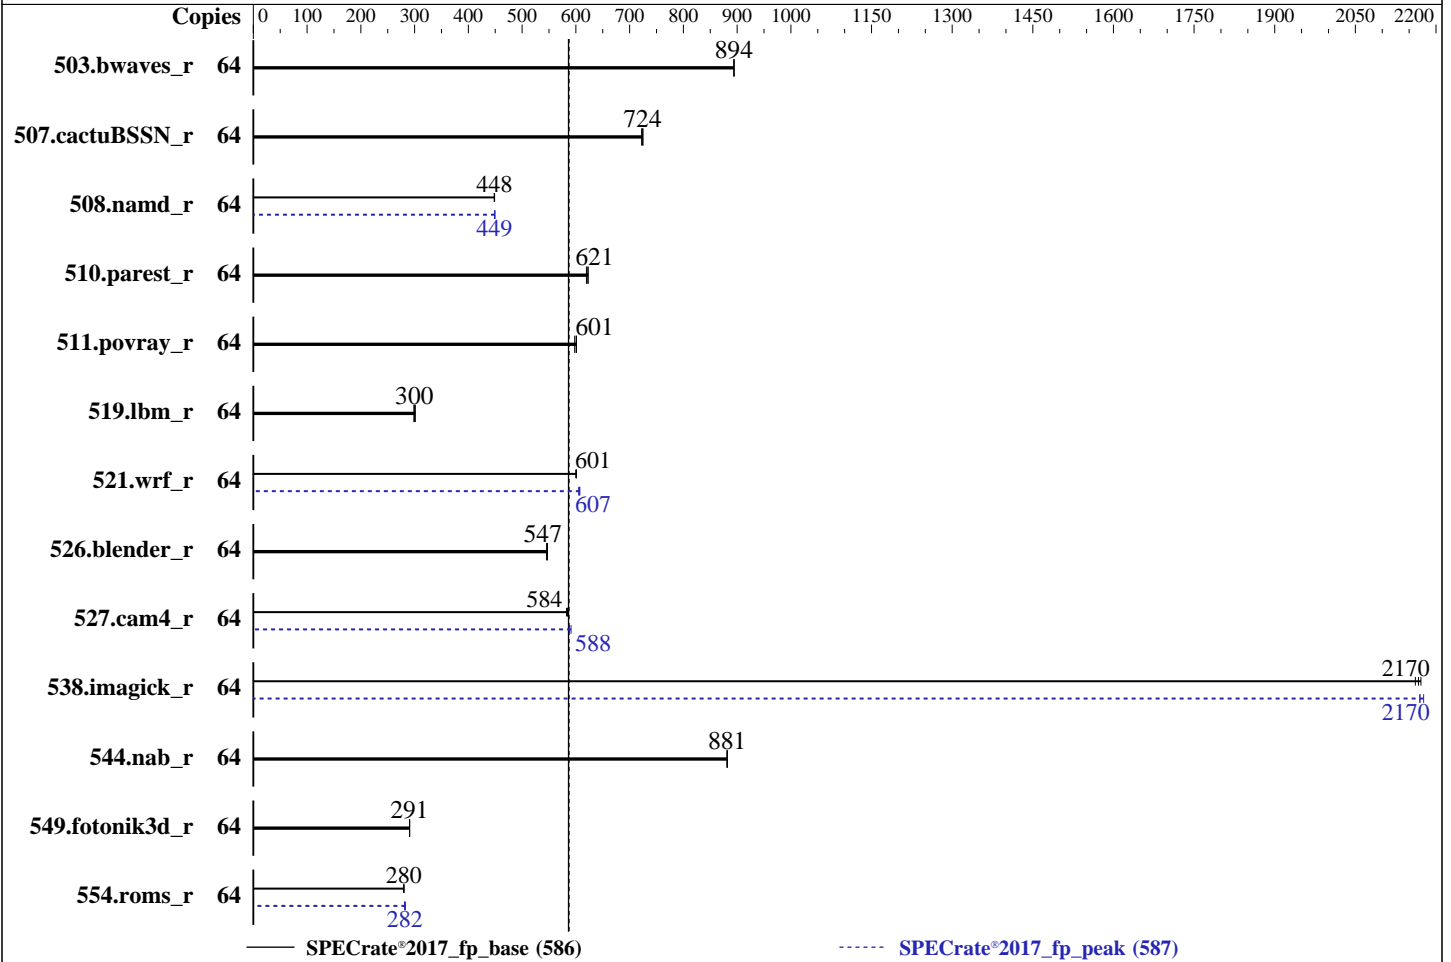 Copies 0 100 200 300 400 500 600 700 800 900 1000 1150 1300 1450 1600 1750 1900 2050 2200
894
503.bwaves_r 64
724
507.cactuBSSN_r 64
448
508.namd_r 64
449
621
510.parest_r 64
601
511.povray_r 64
300
519.lbm_r 64
601
521.wrf_r 64
607
547
526.blender_r 64
584
527.cam4_r 64
588
2170
538.imagick_r 64
2170
881
544.nab_r 64
291
549.fotonik3d_r 64
280
554.roms_r 64
282
SPECrate®2017_fp_base (586) SPECrate®2017_fp_peak (587)